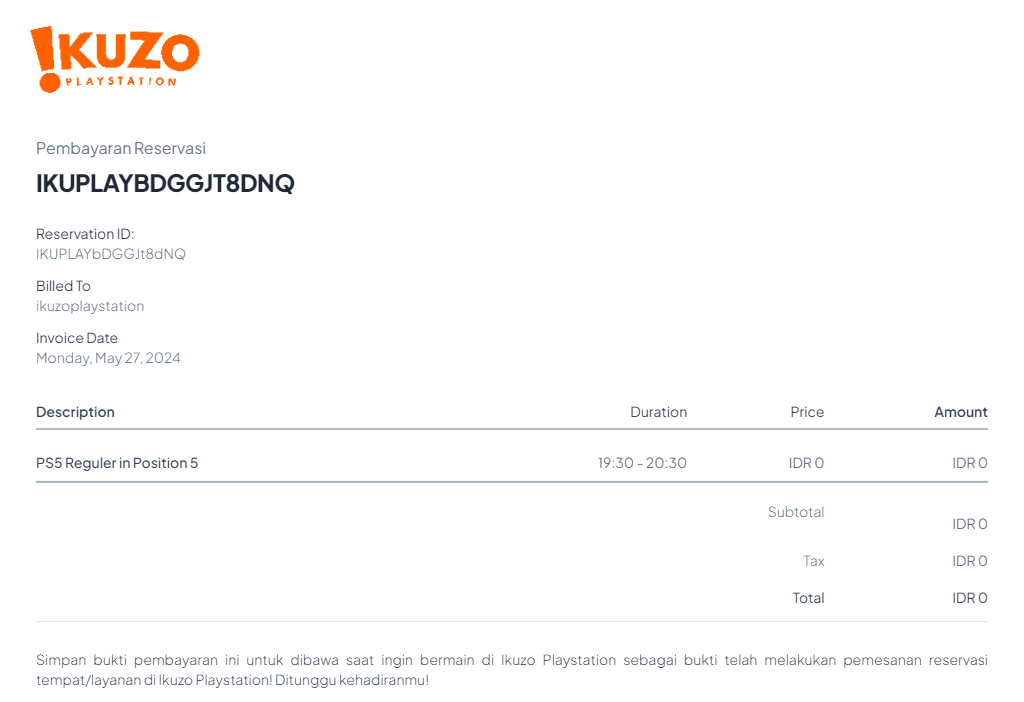 IKUZO
PLAYSTATION
Pembayaran Reservasi
IKUPLAYBDGGJT8DNQ
Reservation ID:
IKUPLAYbDGGJt8dNQ
Billed To
ikuzoplaystation
Invoice Date
Monday, May 27, 2024
Description Duration Price Amount
PS5 Reguler in Position 5 19:30 - 20:30 IDR 0 IDR 0
Subtotal IDR 0
Tax IDR 0
Total IDR 0
Simpan bukti pembayaran ini untuk dibawa saat ingin bermain di Ikuzo Playstation sebagai bukti telah melakukan pemesanan reservasi
tempat/layanan di Ikuzo Playstation! Ditunggu kehadiranmu!